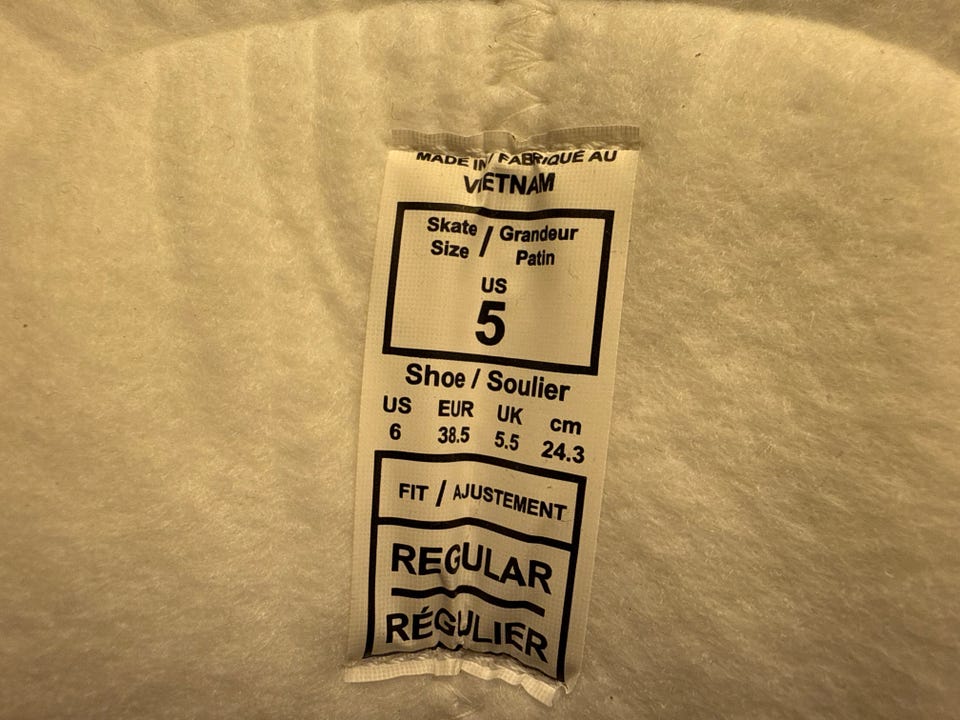 MADE IN / FABRIQUÉ AU
VIETNAM
Skate / Grandeur
Size Patin
US
5
Shoe / Soulier
US EUR UK cm
6 38.5 5.5 24.3
FIT / AJUSTEMENT
REGULAR
RÉGULIER